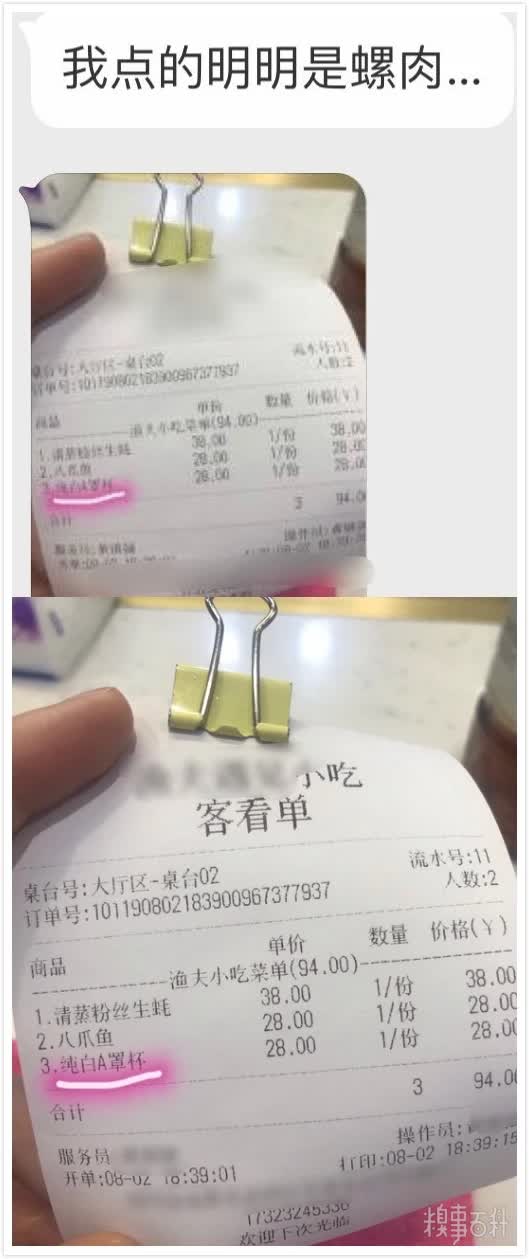 我点的明明是螺肉...
桌台号:大厅区-桌台02
流水号:11
订单号:101190802183900967377937
人数:2
商品 单价 数量 价格(¥)
渔夫小吃菜单(94.00)
1.清蒸粉丝生蚝 38.00 1/份 38.00
2.八爪鱼 28.00 1/份 28.00
3.纯白A罩杯 28.00 1/份 28.00
合计 3 94.00
服务员:
操作员:
小吃
客看单
桌台号:大厅区-桌台02 流水号:11
订单号:101190802183900967377937 人数:2
商品 单价 数量 价格(¥)
渔夫小吃菜单(94.00)
1.清蒸粉丝生蚝 38.00 1/份 38.00
2.八爪鱼 28.00 1/份 28.00
3.纯白A罩杯 28.00 1/份 28.00
合计 3 94.00
服务员 操作员:
开单:08-02 18:39:01 打印:08-02 18:39:15
欢迎下次光临
糗事百科